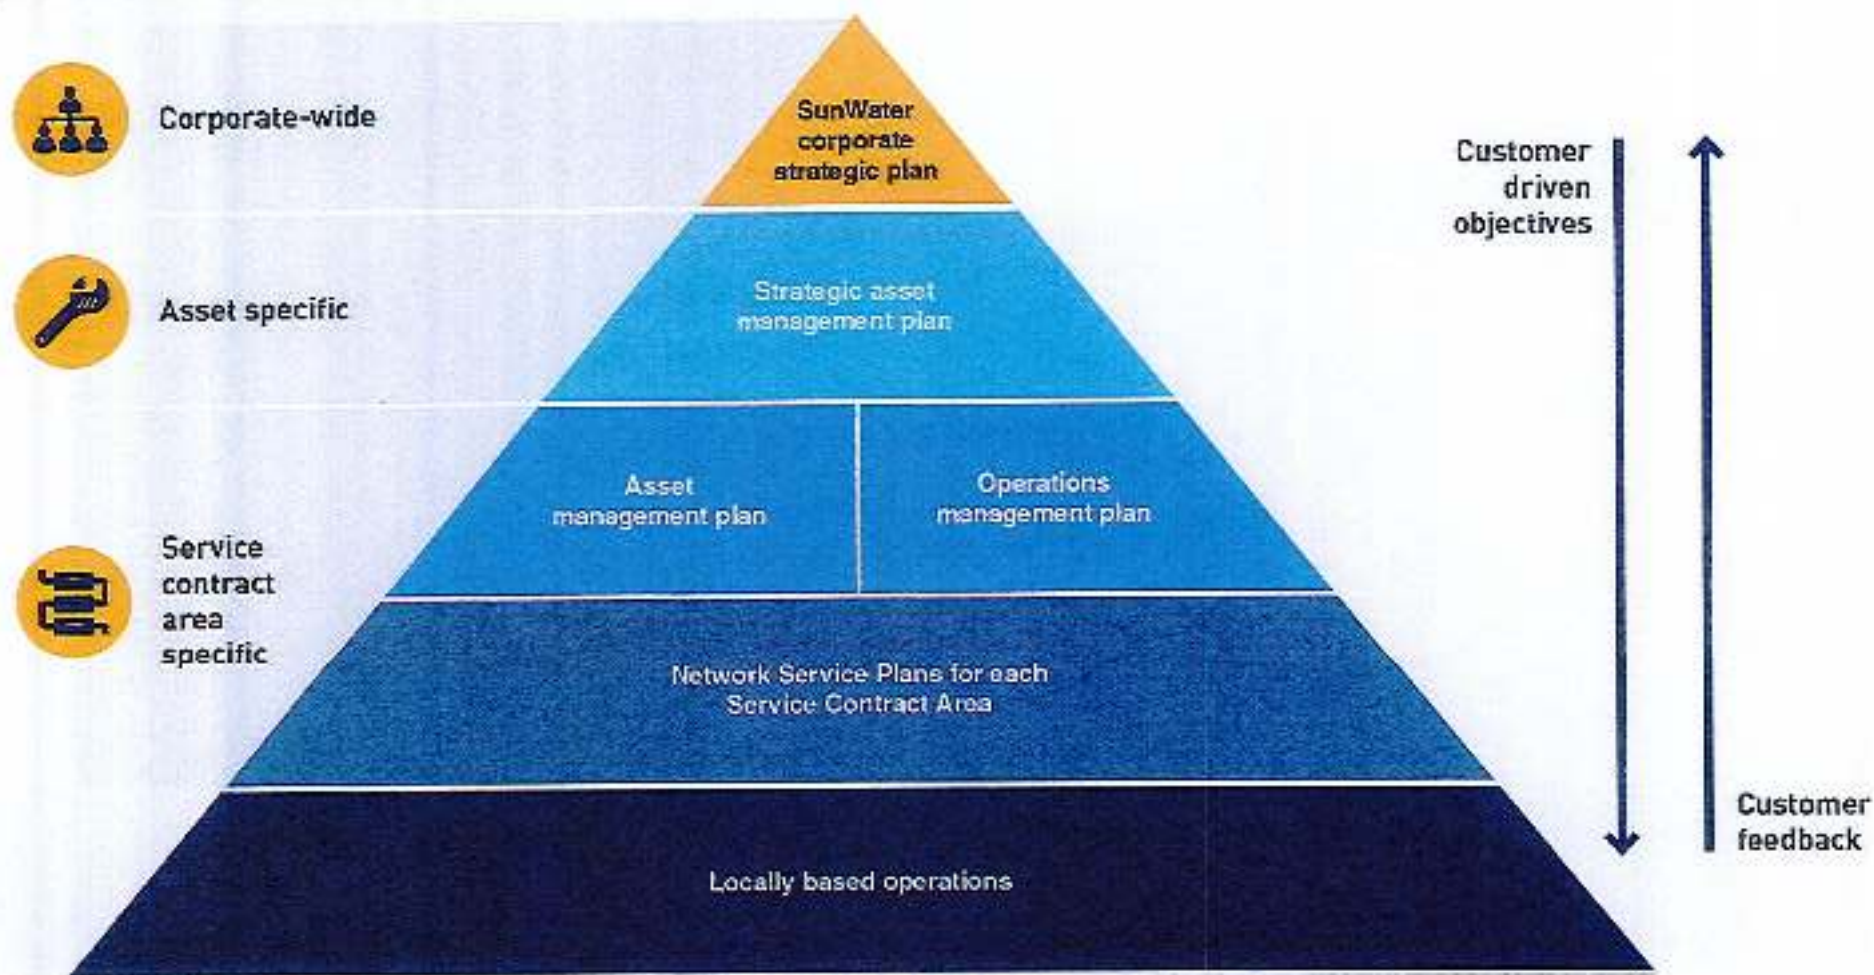 Corporate-wide
SunWater
corporate
strategic plan
Customer
driven
objectives
Asset specific
Strategic asset
management plan
Asset
management plan
Operations
management plan
Service
contract
area
specific
Network Service Plans for each
Service Contract Area
Customer
feedback
Locally based operations